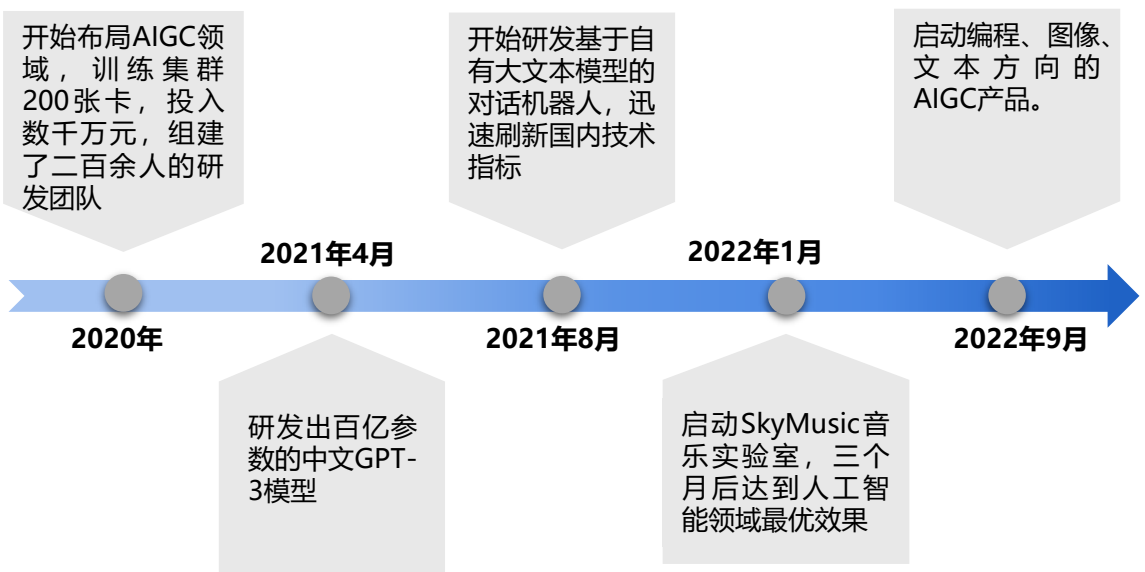 开始布局AIGC领
域，训练集群
200张卡，投入
数千万元，组建
了二百余人的研
发团队
开始研发基于自
有大文本模型的
对话机器人，迅
速刷新国内技术
指标
启动编程、图像、
文本方向的
AIGC产品。
2021年4月
2022年1月
2020年
2021年8月
2022年9月
研发出百亿参
数的中文GPT-
3模型
启动SkyMusic音
乐实验室，三个
月后达到人工智
能领域最优效果